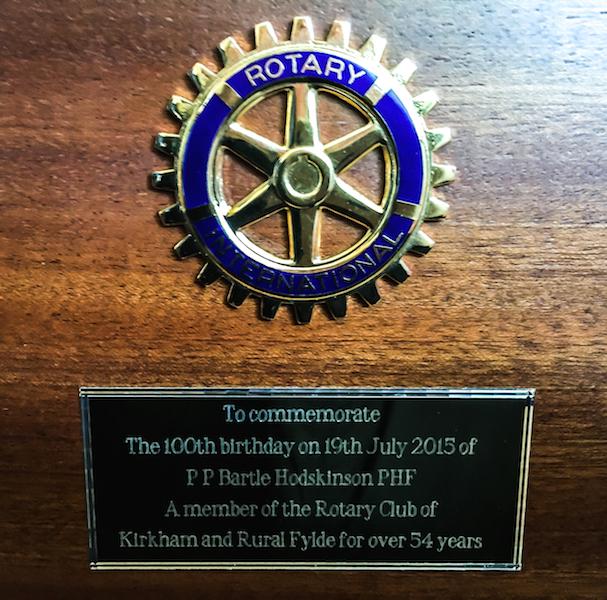 ROTARY
INTERNATIONAL
To commemorate
The 100th birthday on 19th July 2015 of
P P Bartle Hodskinson PHF
A member of the Rotary Club of
Kirkham and Rural Fylde for over 54 years